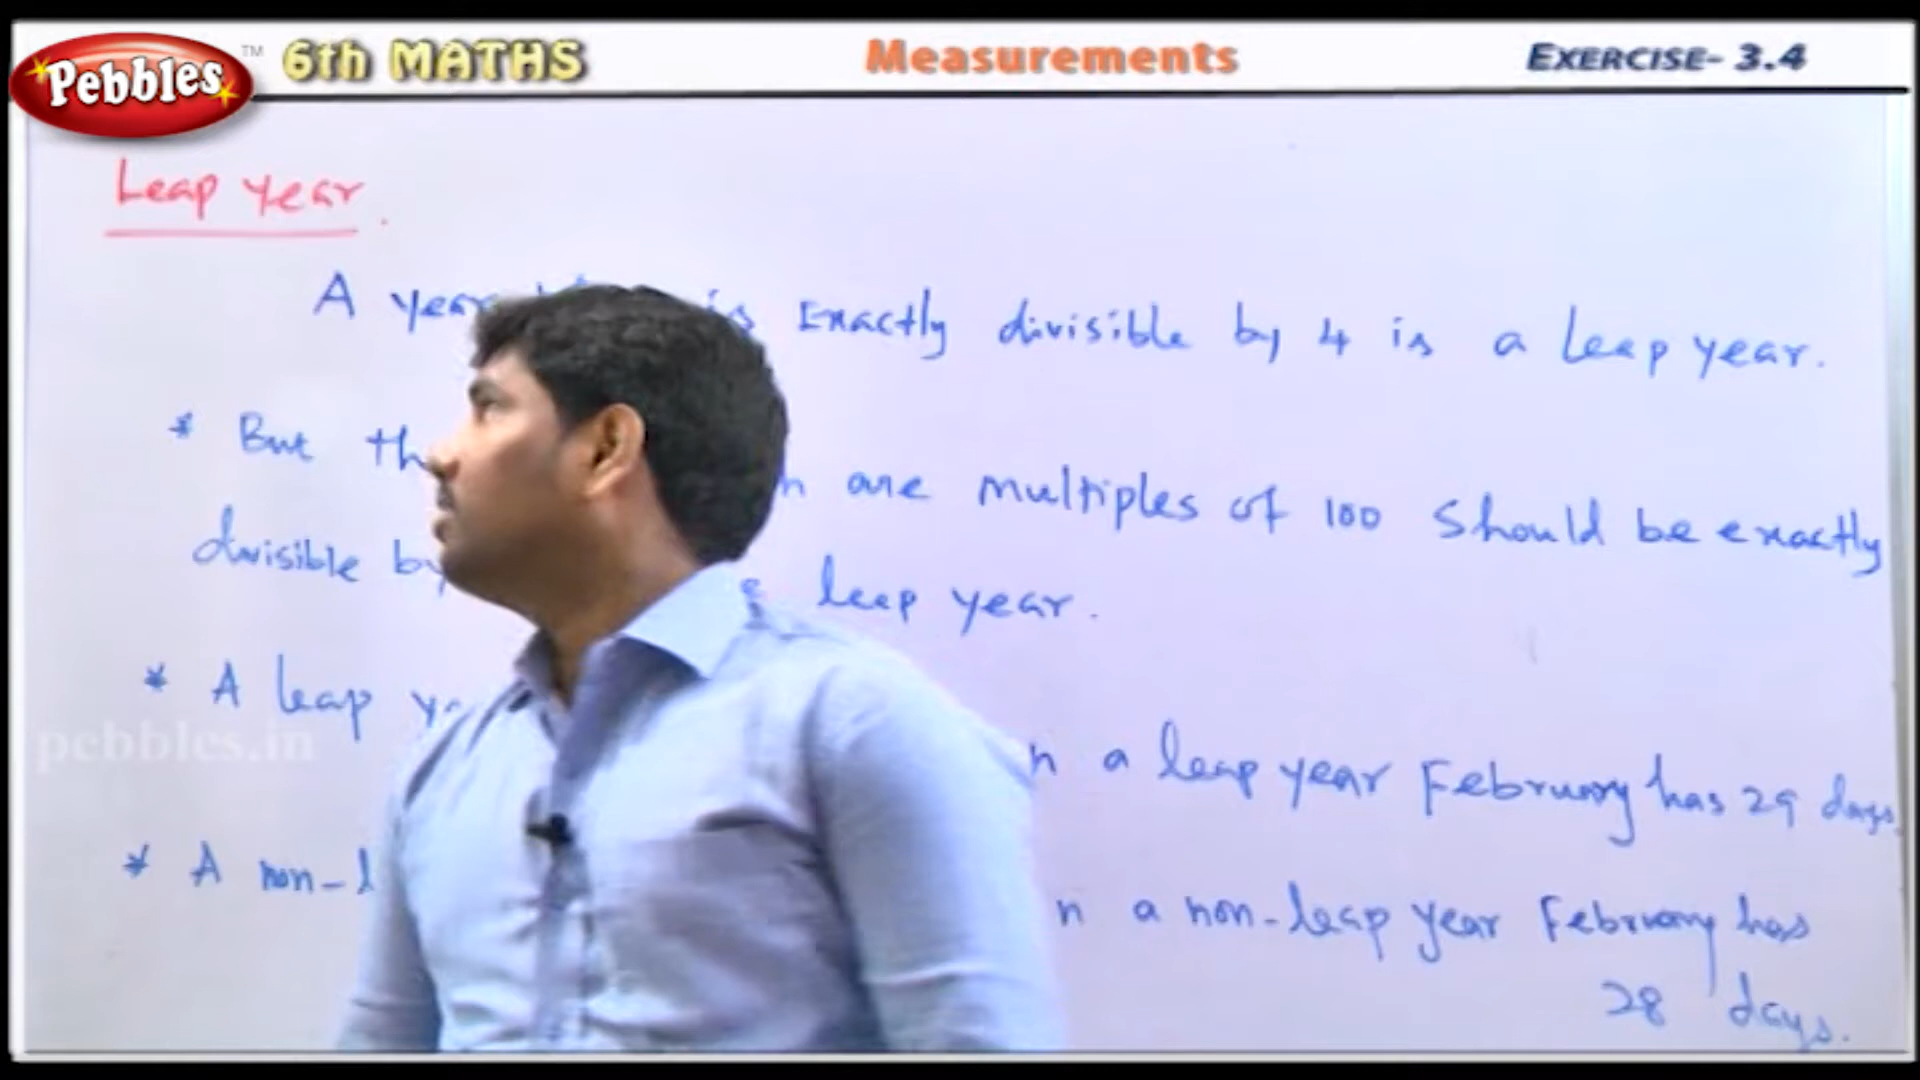 Pebbles TM 6th MATHS Measurements EXERCISE- 3.4
Leap year.
A year is Exactly divisible by 4 is a leap year.
* But are multiples of 100 Should be exactly
divisible by leap year.
* A leap a leap year February has 29 days.
pebbles.in
* A non- a non-leap year February has
28 days.